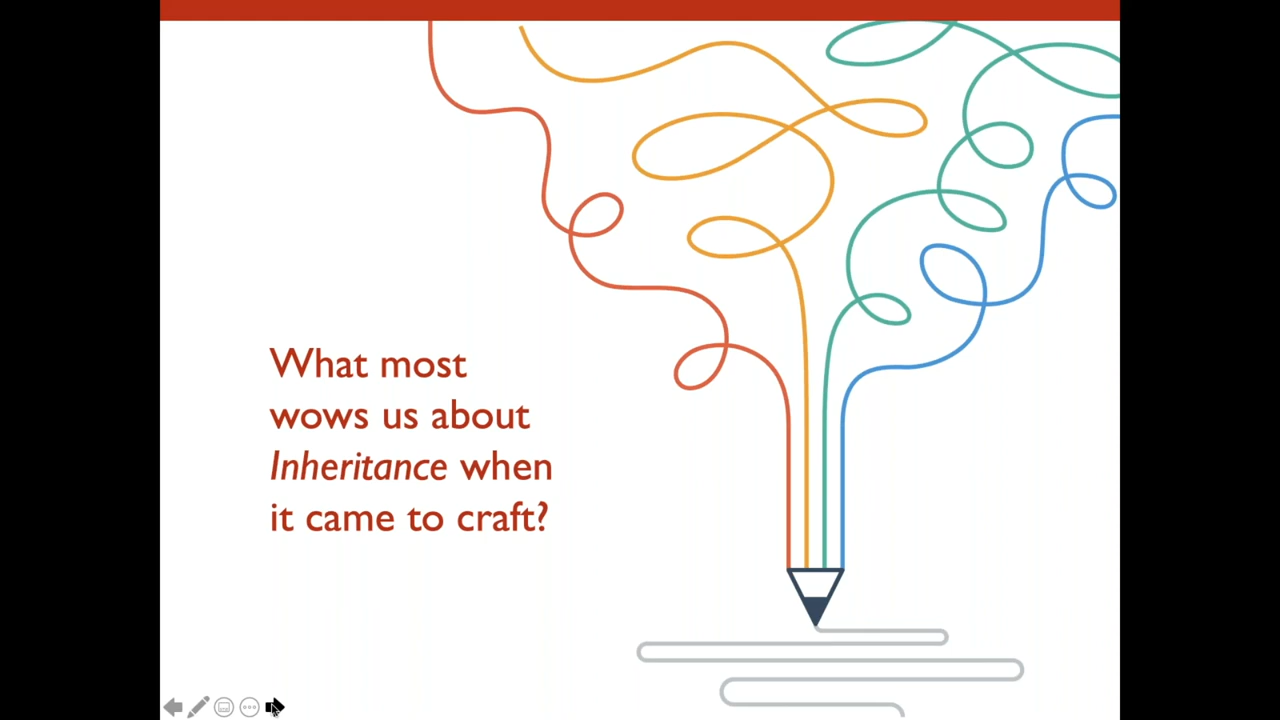 What most
wows us about
Inheritance when
it came to craft?